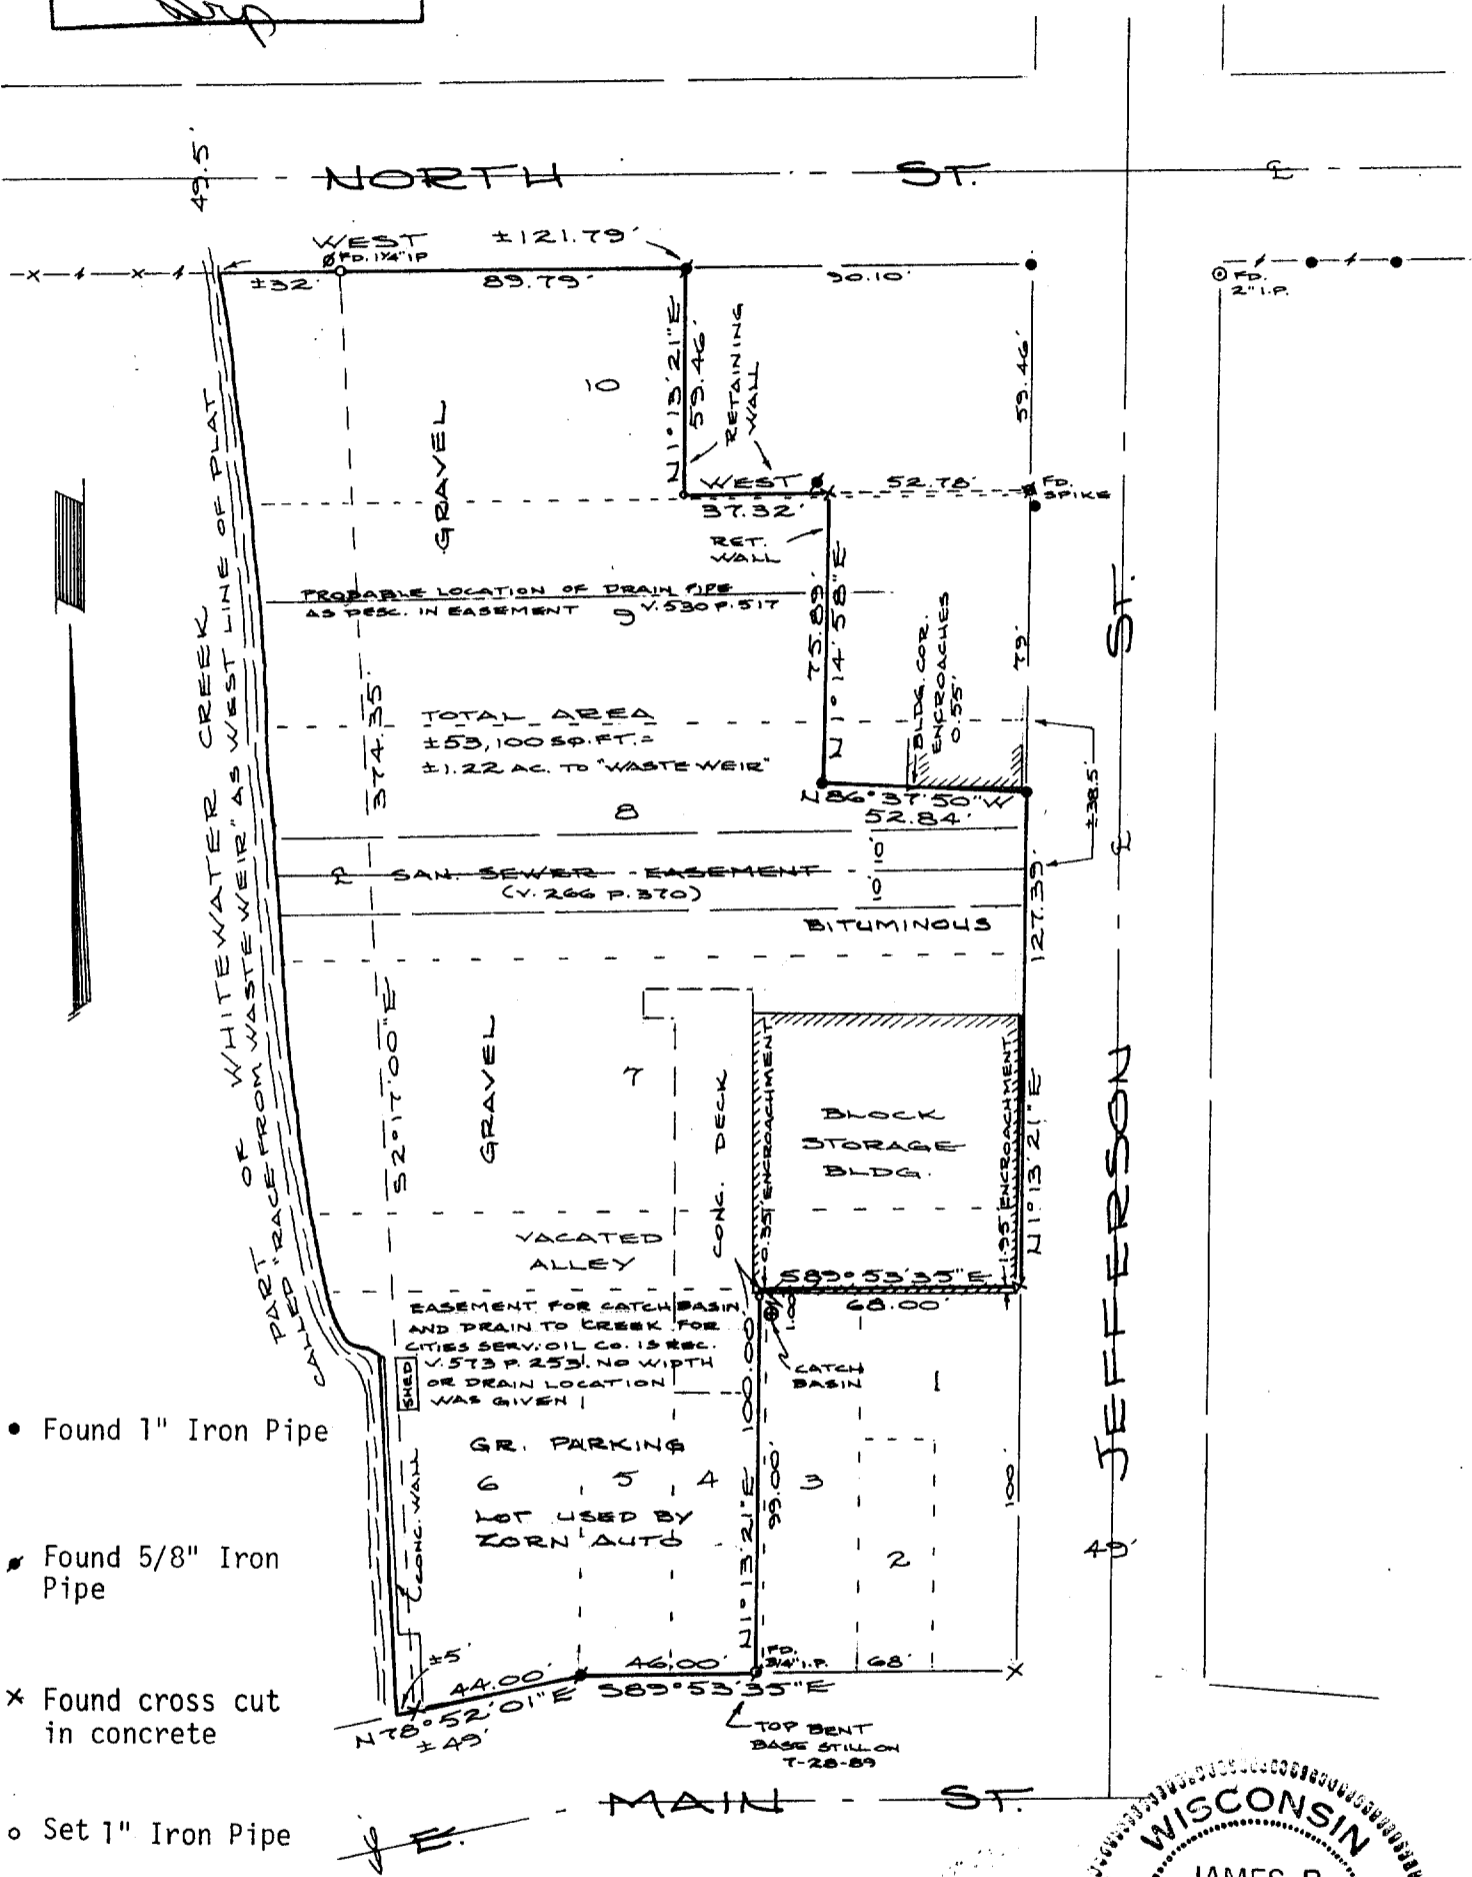 49.5'
NORTH ST.
℄
WEST ±121.79'
FD. 1¼" IP
±32' 89.79' 90.10'
FD.
2" I.P.
N1°13'21"E
59.46'
RETAINING
WALL
59.46'
10
GRAVEL
WEST
37.32'
52.78'
FD.
SPIKE
RET.
WALL
PROBABLE LOCATION OF DRAIN PIPE
AS DESC. IN EASEMENT V.530 P.517
9
75.89'
N1°14'58"E
BLDG. COR.
ENCROACHES
0.55'
79'
374.35'
TOTAL AREA
±53,100 SQ.FT.=
±1.22 AC. TO "WASTE WEIR"
8
86°37'50"W
52.84'
±38.5'
℄
10' 10'
℄ SAN. SEWER EASEMENT
(V. 266 P. 370)
BITUMINOUS
127.39'
PART OF WHITEWATER CREEK
CALLED "RACE FROM WASTE WEIR" AS WEST LINE OF PLAT
S2°17'00"E
GRAVEL
7
CONC. DECK
0.35' ENCROACHMENT
BLOCK
STORAGE
BLDG.
1.95' ENCROACHMENT
N1°13'21"E
JEFFERSON ST.
VACATED
ALLEY
S89°53'35"E
68.00'
1.00'
EASEMENT FOR CATCH BASIN
AND DRAIN TO CREEK FOR
CITIES SERV. OIL CO. IS REC.
V.573 P. 253. NO WIDTH
OR DRAIN LOCATION
WAS GIVEN
SHED
CATCH
BASIN
N1°13'21"E 100.00'
99.00'
100'
CONC. WALL
GR. PARKING
6 5 4 3
LOT USED BY
ZORN AUTO
2
49'
±5'
44.00'
46.00'
FD.
3/4" I.P.
68'
N78°52'01"E
±49'
S89°53'35"E
TOP BENT
BASE STILL ON
7-28-89
E. MAIN ST.
Found 1" Iron Pipe
Found 5/8" Iron
Pipe
Found cross cut
in concrete
Set 1" Iron Pipe
WISCONSIN